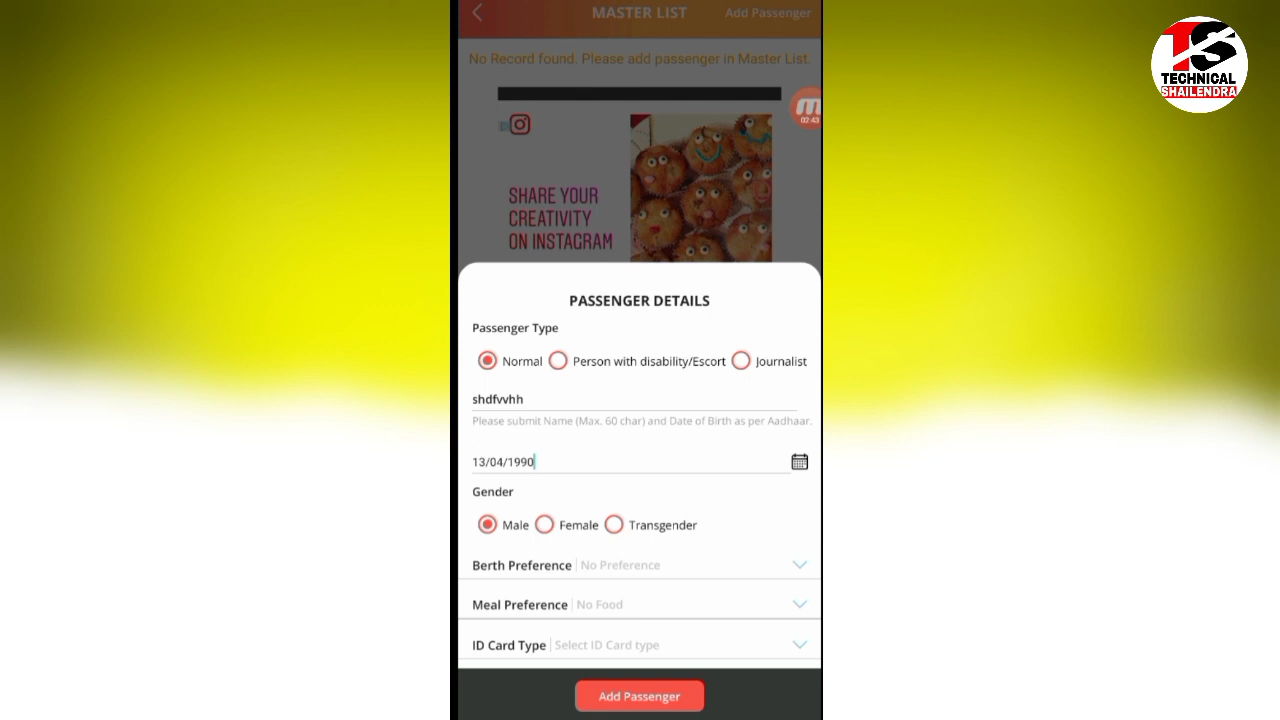 MASTER LIST
Add Passenger
No Record found. Please add passenger in Master List.
02:43
TECHNICAL
SHAILENDRA
SHARE YOUR
CREATIVITY
ON INSTAGRAM
PASSENGER DETAILS
Passenger Type
Normal Person with disability/Escort Journalist
shdfvvhh
Please submit Name (Max. 60 char) and Date of Birth as per Aadhaar.
13/04/1990
Gender
Male Female Transgender
Berth Preference No Preference
Meal Preference No Food
ID Card Type Select ID Card type
Add Passenger